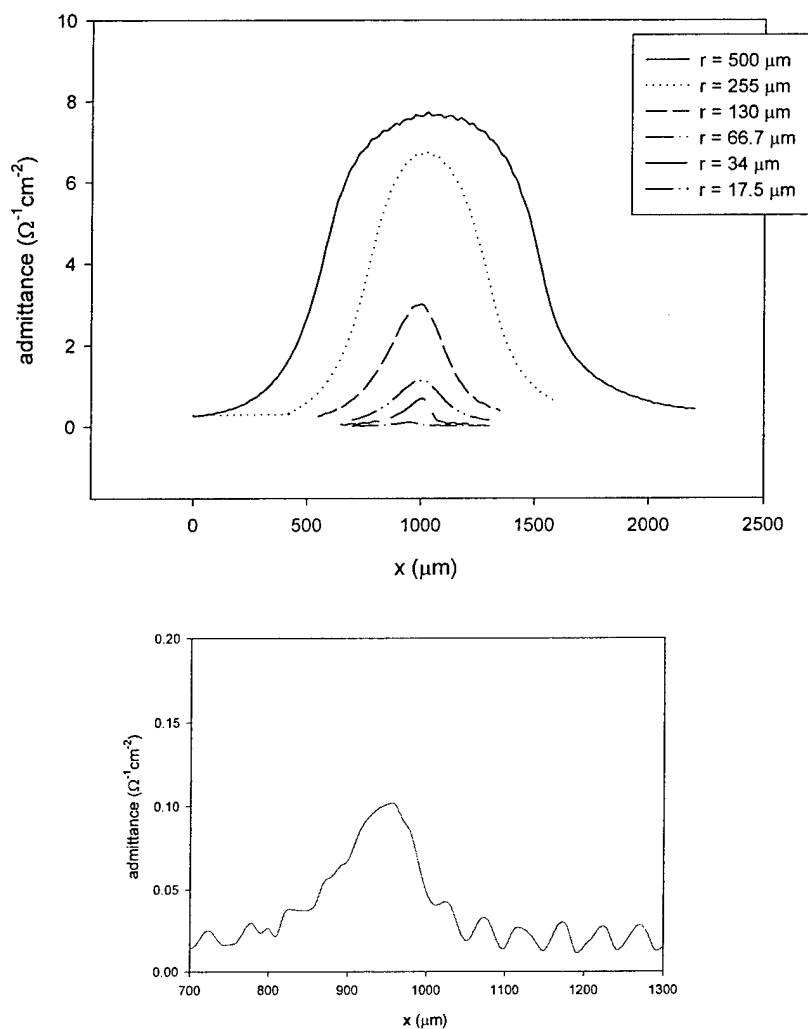 10
8
6
4
2
0
admittance (Ω⁻¹cm⁻²)
r = 500 μm
r = 255 μm
r = 130 μm
r = 66.7 μm
r = 34 μm
r = 17.5 μm
0 500 1000 1500 2000 2500
x (μm)
0.20
0.15
0.10
0.05
0.00
admittance (Ω⁻¹cm⁻²)
700 800 900 1000 1100 1200 1300
x (μm)